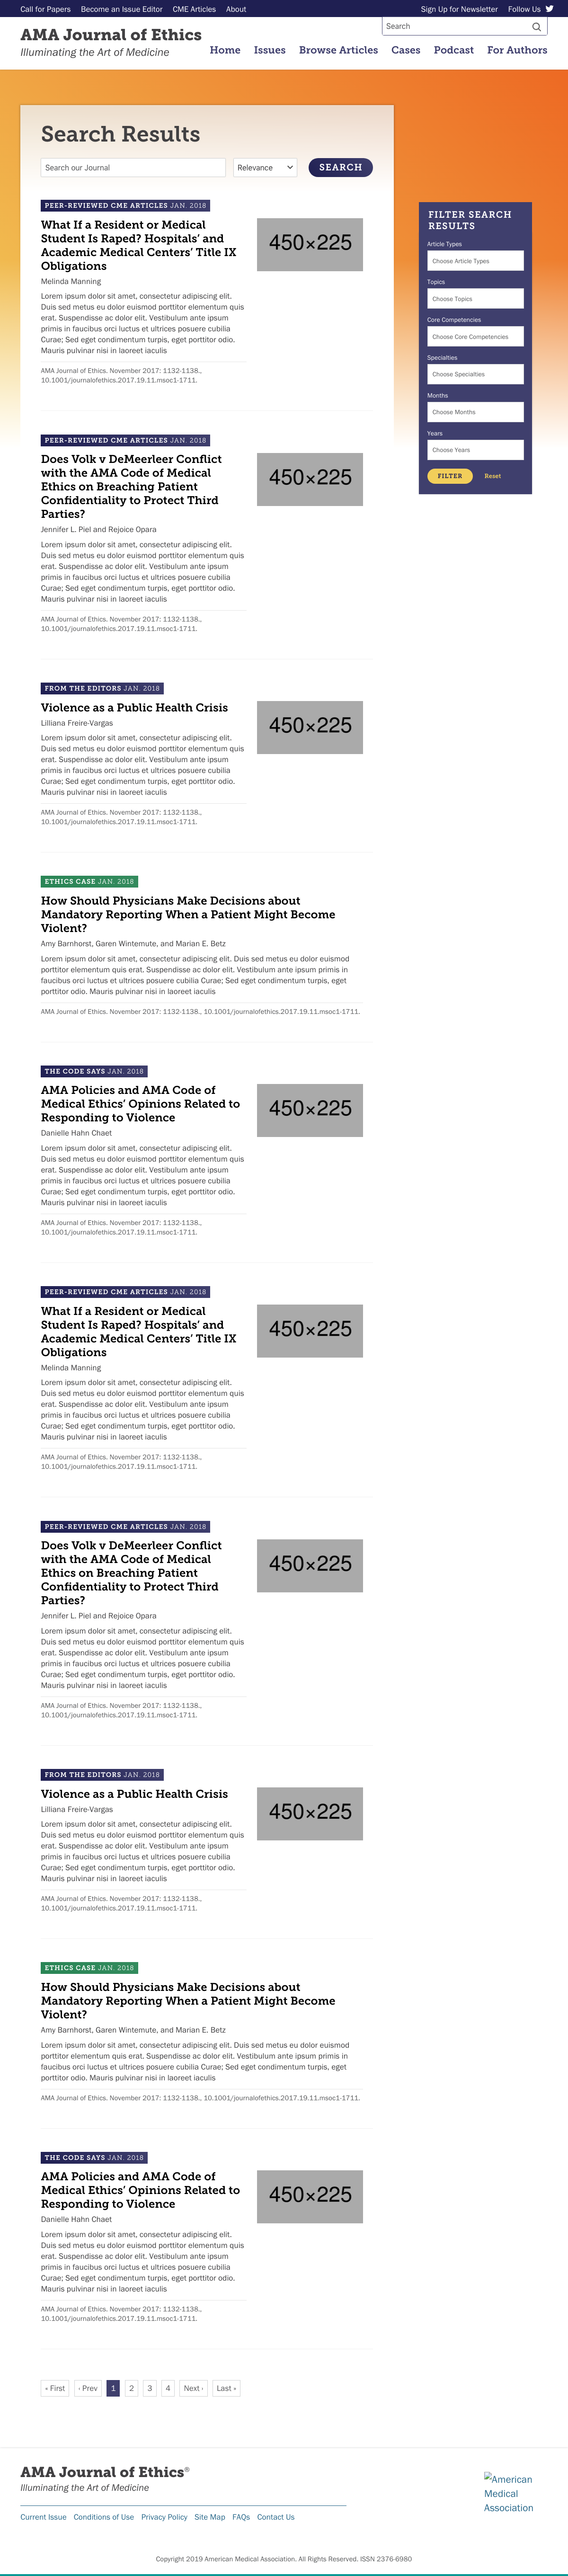 Call for Papers Become an Issue Editor CME Articles About Sign Up for Newsletter Follow Us
AMA Journal of Ethics
Illuminating the Art of Medicine
Search
Home Issues Browse Articles Cases Podcast For Authors
Search Results
Search our Journal Relevance SEARCH
PEER-REVIEWED CME ARTICLES JAN. 2018
What If a Resident or Medical
Student Is Raped? Hospitals’ and
Academic Medical Centers’ Title IX
Obligations
Melinda Manning
Lorem ipsum dolor sit amet, consectetur adipiscing elit.
Duis sed metus eu dolor euismod porttitor elementum quis
erat. Suspendisse ac dolor elit. Vestibulum ante ipsum
primis in faucibus orci luctus et ultrices posuere cubilia
Curae; Sed eget condimentum turpis, eget porttitor odio.
Mauris pulvinar nisi in laoreet iaculis
AMA Journal of Ethics. November 2017: 1132-1138.,
10.1001/journalofethics.2017.19.11.msoc1-1711.
450×225
FILTER SEARCH
RESULTS
Article Types
Choose Article Types
Topics
Choose Topics
Core Competencies
Choose Core Competencies
Specialties
Choose Specialties
Months
Choose Months
Years
Choose Years
FILTER Reset
PEER-REVIEWED CME ARTICLES JAN. 2018
Does Volk v DeMeerleer Conflict
with the AMA Code of Medical
Ethics on Breaching Patient
Confidentiality to Protect Third
Parties?
Jennifer L. Piel and Rejoice Opara
Lorem ipsum dolor sit amet, consectetur adipiscing elit.
Duis sed metus eu dolor euismod porttitor elementum quis
erat. Suspendisse ac dolor elit. Vestibulum ante ipsum
primis in faucibus orci luctus et ultrices posuere cubilia
Curae; Sed eget condimentum turpis, eget porttitor odio.
Mauris pulvinar nisi in laoreet iaculis
AMA Journal of Ethics. November 2017: 1132-1138.,
10.1001/journalofethics.2017.19.11.msoc1-1711.
450×225
FROM THE EDITORS JAN. 2018
Violence as a Public Health Crisis
Lilliana Freire-Vargas
Lorem ipsum dolor sit amet, consectetur adipiscing elit.
Duis sed metus eu dolor euismod porttitor elementum quis
erat. Suspendisse ac dolor elit. Vestibulum ante ipsum
primis in faucibus orci luctus et ultrices posuere cubilia
Curae; Sed eget condimentum turpis, eget porttitor odio.
Mauris pulvinar nisi in laoreet iaculis
AMA Journal of Ethics. November 2017: 1132-1138.,
10.1001/journalofethics.2017.19.11.msoc1-1711.
450×225
ETHICS CASE JAN. 2018
How Should Physicians Make Decisions about
Mandatory Reporting When a Patient Might Become
Violent?
Amy Barnhorst, Garen Wintemute, and Marian E. Betz
Lorem ipsum dolor sit amet, consectetur adipiscing elit. Duis sed metus eu dolor euismod
porttitor elementum quis erat. Suspendisse ac dolor elit. Vestibulum ante ipsum primis in
faucibus orci luctus et ultrices posuere cubilia Curae; Sed eget condimentum turpis, eget
porttitor odio. Mauris pulvinar nisi in laoreet iaculis
AMA Journal of Ethics. November 2017: 1132-1138., 10.1001/journalofethics.2017.19.11.msoc1-1711.
THE CODE SAYS JAN. 2018
AMA Policies and AMA Code of
Medical Ethics’ Opinions Related to
Responding to Violence
Danielle Hahn Chaet
Lorem ipsum dolor sit amet, consectetur adipiscing elit.
Duis sed metus eu dolor euismod porttitor elementum quis
erat. Suspendisse ac dolor elit. Vestibulum ante ipsum
primis in faucibus orci luctus et ultrices posuere cubilia
Curae; Sed eget condimentum turpis, eget porttitor odio.
Mauris pulvinar nisi in laoreet iaculis
AMA Journal of Ethics. November 2017: 1132-1138.,
10.1001/journalofethics.2017.19.11.msoc1-1711.
450×225
PEER-REVIEWED CME ARTICLES JAN. 2018
What If a Resident or Medical
Student Is Raped? Hospitals’ and
Academic Medical Centers’ Title IX
Obligations
Melinda Manning
Lorem ipsum dolor sit amet, consectetur adipiscing elit.
Duis sed metus eu dolor euismod porttitor elementum quis
erat. Suspendisse ac dolor elit. Vestibulum ante ipsum
primis in faucibus orci luctus et ultrices posuere cubilia
Curae; Sed eget condimentum turpis, eget porttitor odio.
Mauris pulvinar nisi in laoreet iaculis
AMA Journal of Ethics. November 2017: 1132-1138.,
10.1001/journalofethics.2017.19.11.msoc1-1711.
450×225
PEER-REVIEWED CME ARTICLES JAN. 2018
Does Volk v DeMeerleer Conflict
with the AMA Code of Medical
Ethics on Breaching Patient
Confidentiality to Protect Third
Parties?
Jennifer L. Piel and Rejoice Opara
Lorem ipsum dolor sit amet, consectetur adipiscing elit.
Duis sed metus eu dolor euismod porttitor elementum quis
erat. Suspendisse ac dolor elit. Vestibulum ante ipsum
primis in faucibus orci luctus et ultrices posuere cubilia
Curae; Sed eget condimentum turpis, eget porttitor odio.
Mauris pulvinar nisi in laoreet iaculis
AMA Journal of Ethics. November 2017: 1132-1138.,
10.1001/journalofethics.2017.19.11.msoc1-1711.
450×225
FROM THE EDITORS JAN. 2018
Violence as a Public Health Crisis
Lilliana Freire-Vargas
Lorem ipsum dolor sit amet, consectetur adipiscing elit.
Duis sed metus eu dolor euismod porttitor elementum quis
erat. Suspendisse ac dolor elit. Vestibulum ante ipsum
primis in faucibus orci luctus et ultrices posuere cubilia
Curae; Sed eget condimentum turpis, eget porttitor odio.
Mauris pulvinar nisi in laoreet iaculis
AMA Journal of Ethics. November 2017: 1132-1138.,
10.1001/journalofethics.2017.19.11.msoc1-1711.
450×225
ETHICS CASE JAN. 2018
How Should Physicians Make Decisions about
Mandatory Reporting When a Patient Might Become
Violent?
Amy Barnhorst, Garen Wintemute, and Marian E. Betz
Lorem ipsum dolor sit amet, consectetur adipiscing elit. Duis sed metus eu dolor euismod
porttitor elementum quis erat. Suspendisse ac dolor elit. Vestibulum ante ipsum primis in
faucibus orci luctus et ultrices posuere cubilia Curae; Sed eget condimentum turpis, eget
porttitor odio. Mauris pulvinar nisi in laoreet iaculis
AMA Journal of Ethics. November 2017: 1132-1138., 10.1001/journalofethics.2017.19.11.msoc1-1711.
THE CODE SAYS JAN. 2018
AMA Policies and AMA Code of
Medical Ethics’ Opinions Related to
Responding to Violence
Danielle Hahn Chaet
Lorem ipsum dolor sit amet, consectetur adipiscing elit.
Duis sed metus eu dolor euismod porttitor elementum quis
erat. Suspendisse ac dolor elit. Vestibulum ante ipsum
primis in faucibus orci luctus et ultrices posuere cubilia
Curae; Sed eget condimentum turpis, eget porttitor odio.
Mauris pulvinar nisi in laoreet iaculis
AMA Journal of Ethics. November 2017: 1132-1138.,
10.1001/journalofethics.2017.19.11.msoc1-1711.
450×225
« First ‹ Prev 1 2 3 4 Next › Last »
AMA Journal of Ethics®
Illuminating the Art of Medicine
American
Medical
Association
Current Issue Conditions of Use Privacy Policy Site Map FAQs Contact Us
Copyright 2019 American Medical Association. All Rights Reserved. ISSN 2376-6980